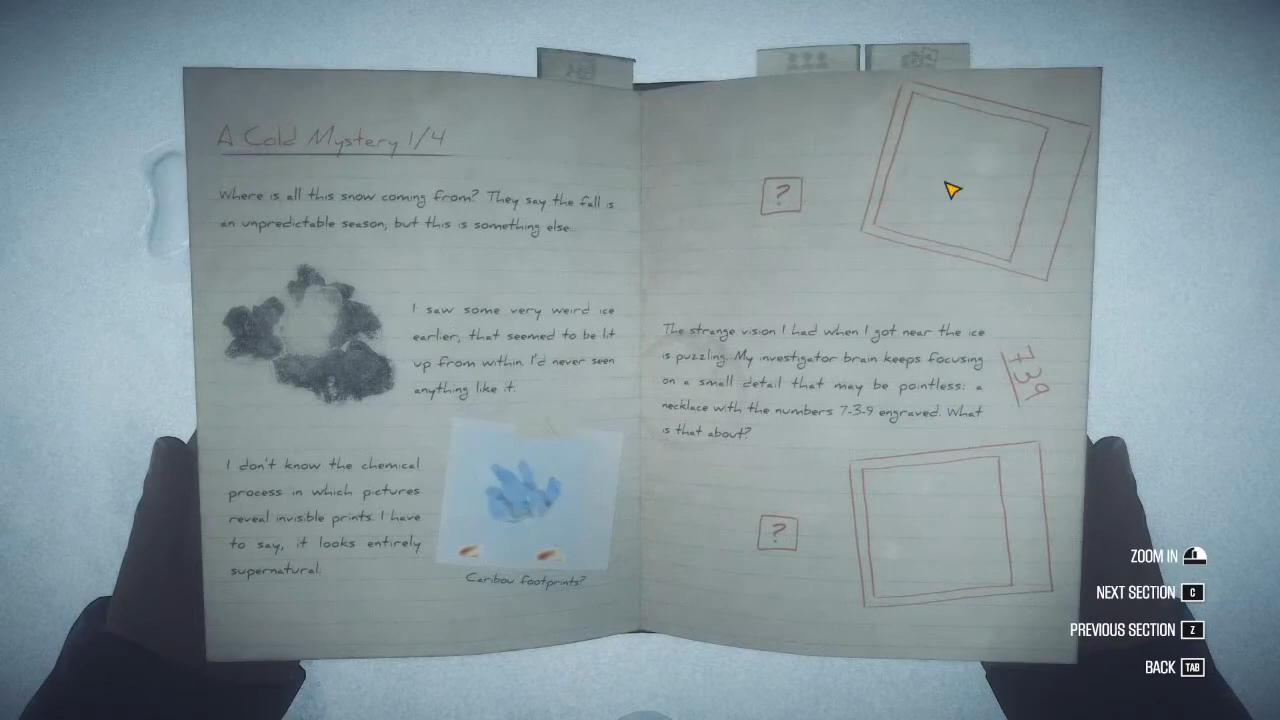 A Cold Mystery 1/4
Where is all this snow coming from? They say the fall is
an unpredictable season, but this is something else...
I saw some very weird ice
earlier, that seemed to be lit
up from within. I'd never seen
anything like it.
I don't know the chemical
process in which pictures
reveal invisible prints. I have
to say, it looks entirely
supernatural.
Caribou footprints?
?
The strange vision I had when I got near the ice
is puzzling. My investigator brain keeps focusing
on a small detail that may be pointless: a
necklace with the numbers 7-3-9 engraved. What
is that about?
739
?
ZOOM IN
NEXT SECTION C
PREVIOUS SECTION Z
BACK TAB